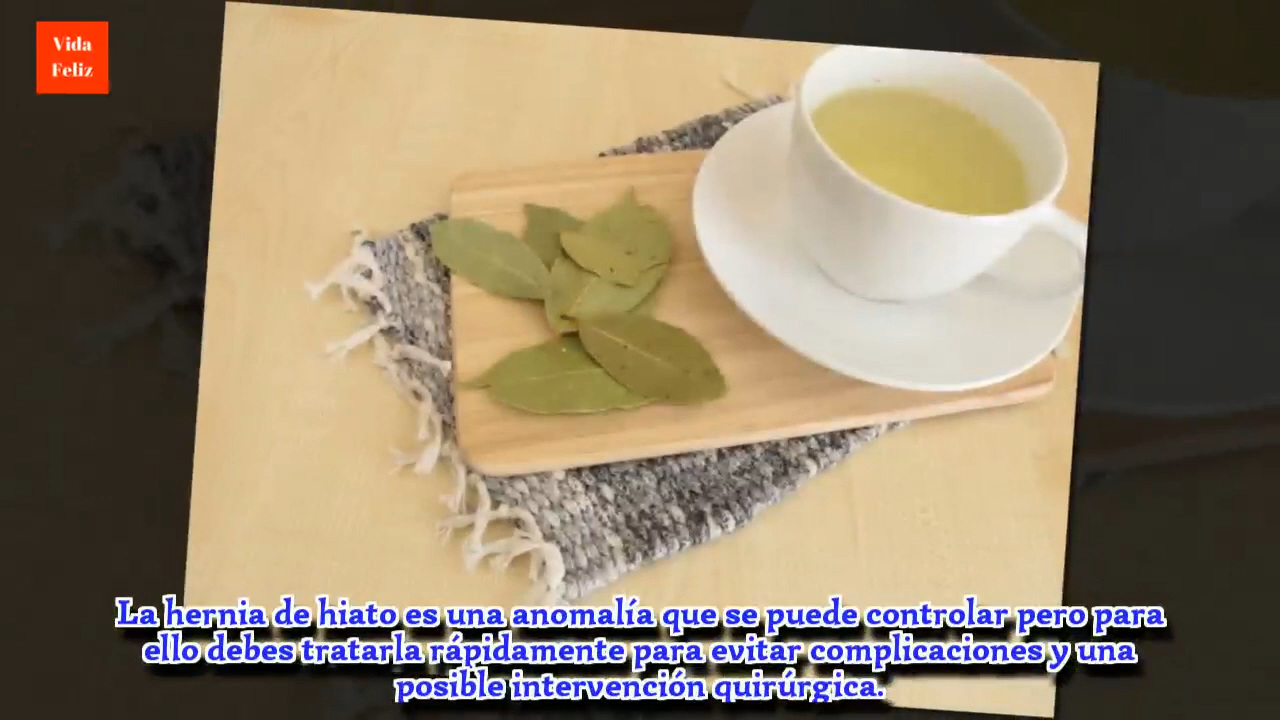 Vida
Feliz
La hernia de hiato es una anomalía que se puede controlar pero para
ello debes tratarla rápidamente para evitar complicaciones y una
posible intervención quirúrgica.